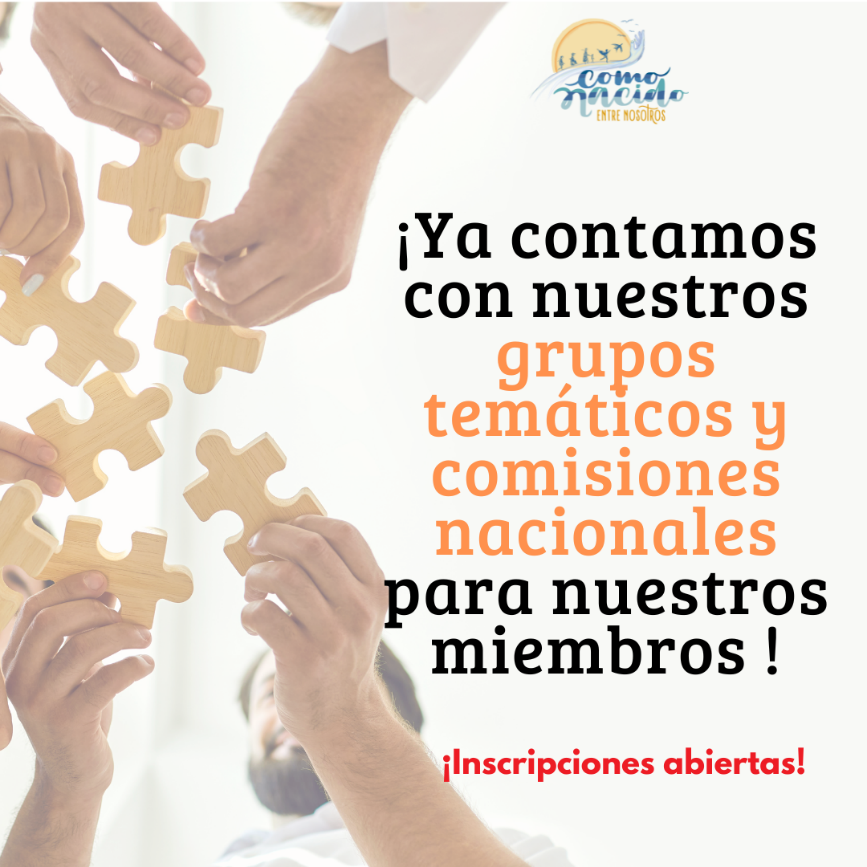 como
nacido
ENTRE NOSOTROS
¡Ya contamos
con nuestros
grupos
temáticos y
comisiones
nacionales
para nuestros
miembros !
¡Inscripciones abiertas!